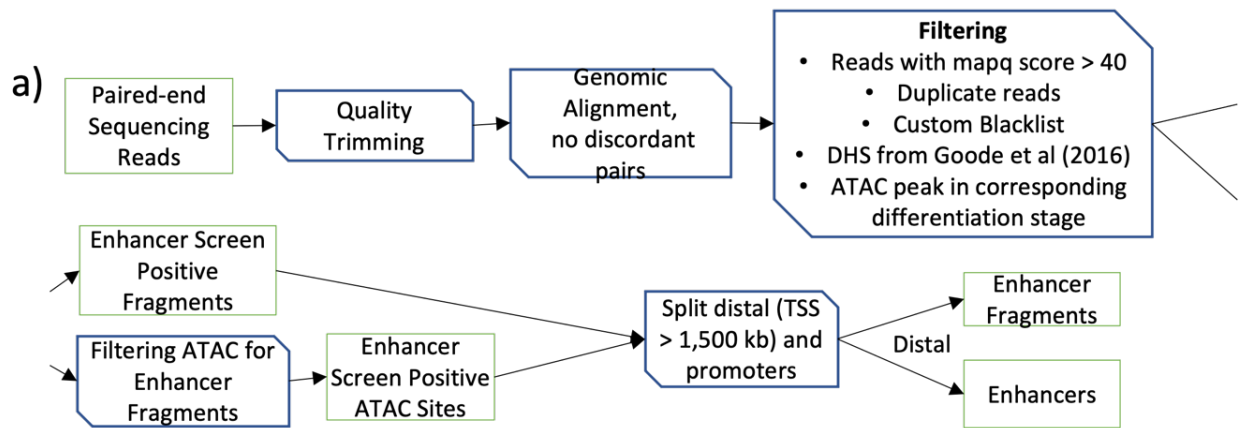 a)
Paired-end
Sequencing
Reads
Quality
Trimming
Genomic
Alignment,
no discordant
pairs
Filtering
• Reads with mapq score > 40
• Duplicate reads
• Custom Blacklist
• DHS from Goode et al (2016)
• ATAC peak in corresponding
differentiation stage
Enhancer Screen
Positive
Fragments
Filtering ATAC for
Enhancer
Fragments
Enhancer
Screen Positive
ATAC Sites
Split distal (TSS
> 1,500 kb) and
promoters
Distal
Enhancer
Fragments
Enhancers